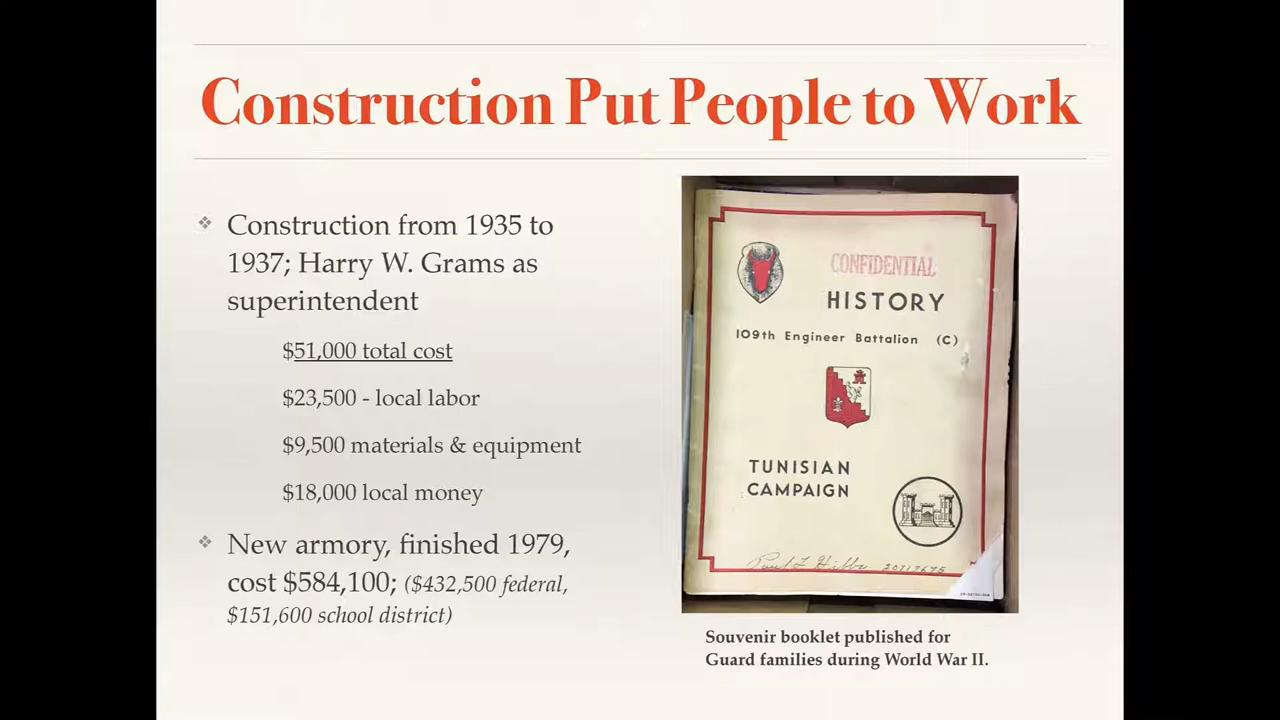 Construction Put People to Work
❖ Construction from 1935 to
1937; Harry W. Grams as
superintendent
$51,000 total cost
$23,500 - local labor
$9,500 materials & equipment
$18,000 local money
❖ New armory, finished 1979,
cost $584,100; ($432,500 federal,
$151,600 school district)
CONFIDENTIAL
HISTORY
109th Engineer Battalion (C)
TUNISIAN
CAMPAIGN
Paul L Hibbs 20717675
Souvenir booklet published for
Guard families during World War II.